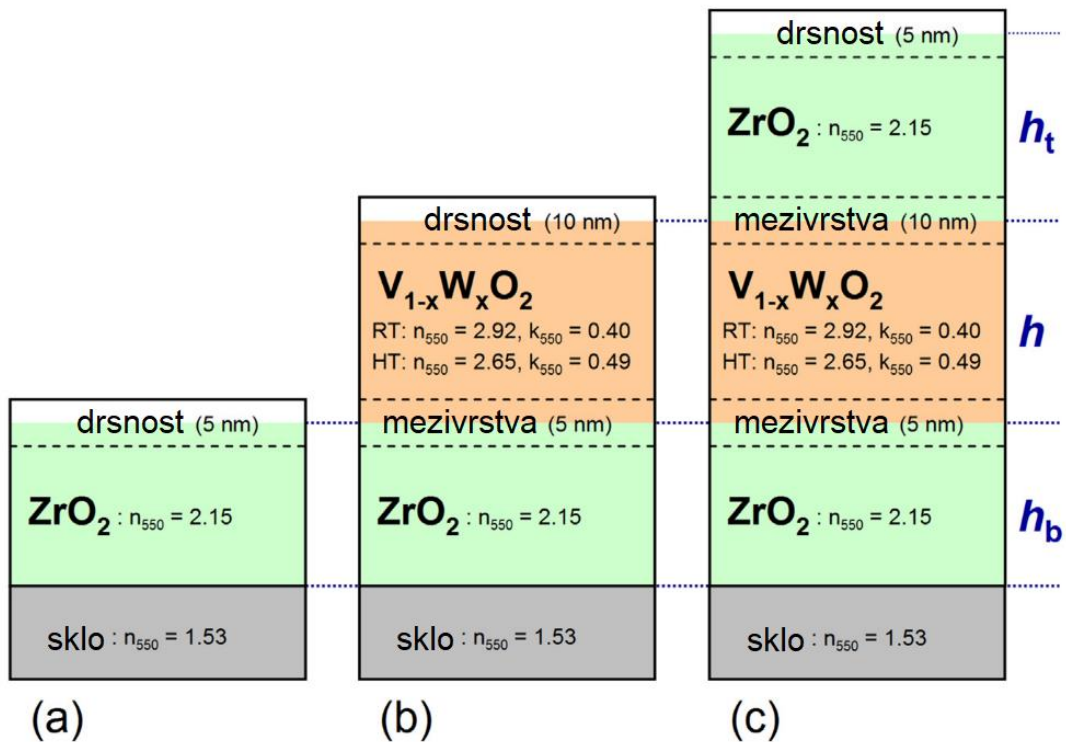 drsnost (5 nm)
ZrO₂ : n₅₅₀ = 2.15
sklo : n₅₅₀ = 1.53
(a)
drsnost (10 nm)
V₁₋ₓWₓO₂
RT: n₅₅₀ = 2.92, k₅₅₀ = 0.40
HT: n₅₅₀ = 2.65, k₅₅₀ = 0.49
mezivrstva (5 nm)
ZrO₂ : n₅₅₀ = 2.15
sklo : n₅₅₀ = 1.53
(b)
drsnost (5 nm)
ZrO₂ : n₅₅₀ = 2.15
mezivrstva (10 nm)
V₁₋ₓWₓO₂
RT: n₅₅₀ = 2.92, k₅₅₀ = 0.40
HT: n₅₅₀ = 2.65, k₅₅₀ = 0.49
mezivrstva (5 nm)
ZrO₂ : n₅₅₀ = 2.15
sklo : n₅₅₀ = 1.53
(c)
hₜ
h
h_b